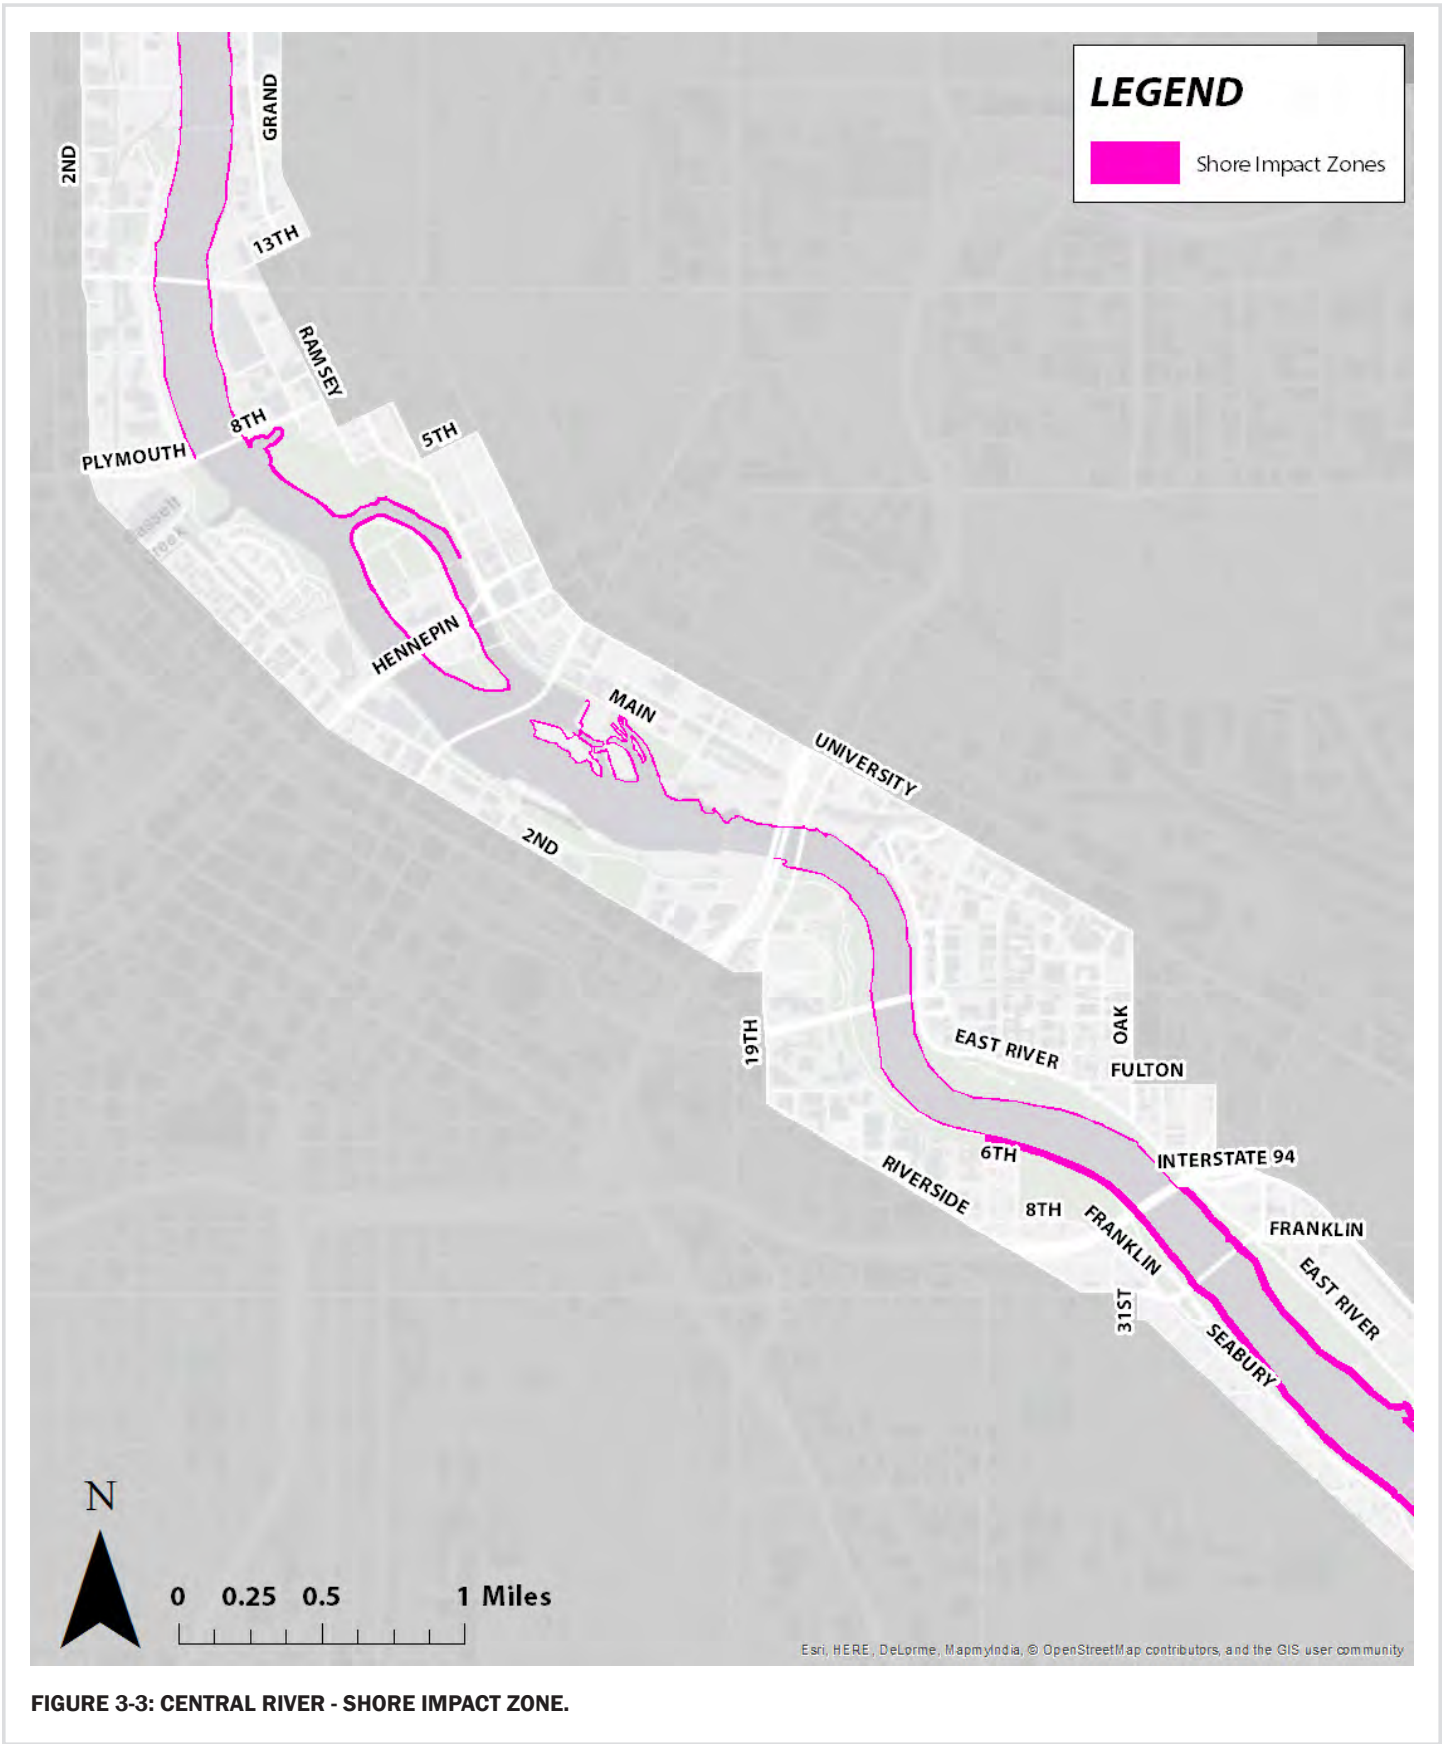 LEGEND
Shore Impact Zones
GRAND
2ND
13TH
RAMSEY
8TH
5TH
PLYMOUTH
HENNEPIN
MAIN
UNIVERSITY
2ND
19TH
OAK
EAST RIVER
FULTON
6TH
INTERSTATE 94
RIVERSIDE
8TH
FRANKLIN
FRANKLIN
EAST RIVER
31ST
SEABURY
N
0 0.25 0.5 1 Miles
Esri, HERE, DeLorme, MapmyIndia, © OpenStreetMap contributors, and the GIS user community
FIGURE 3-3: CENTRAL RIVER - SHORE IMPACT ZONE.